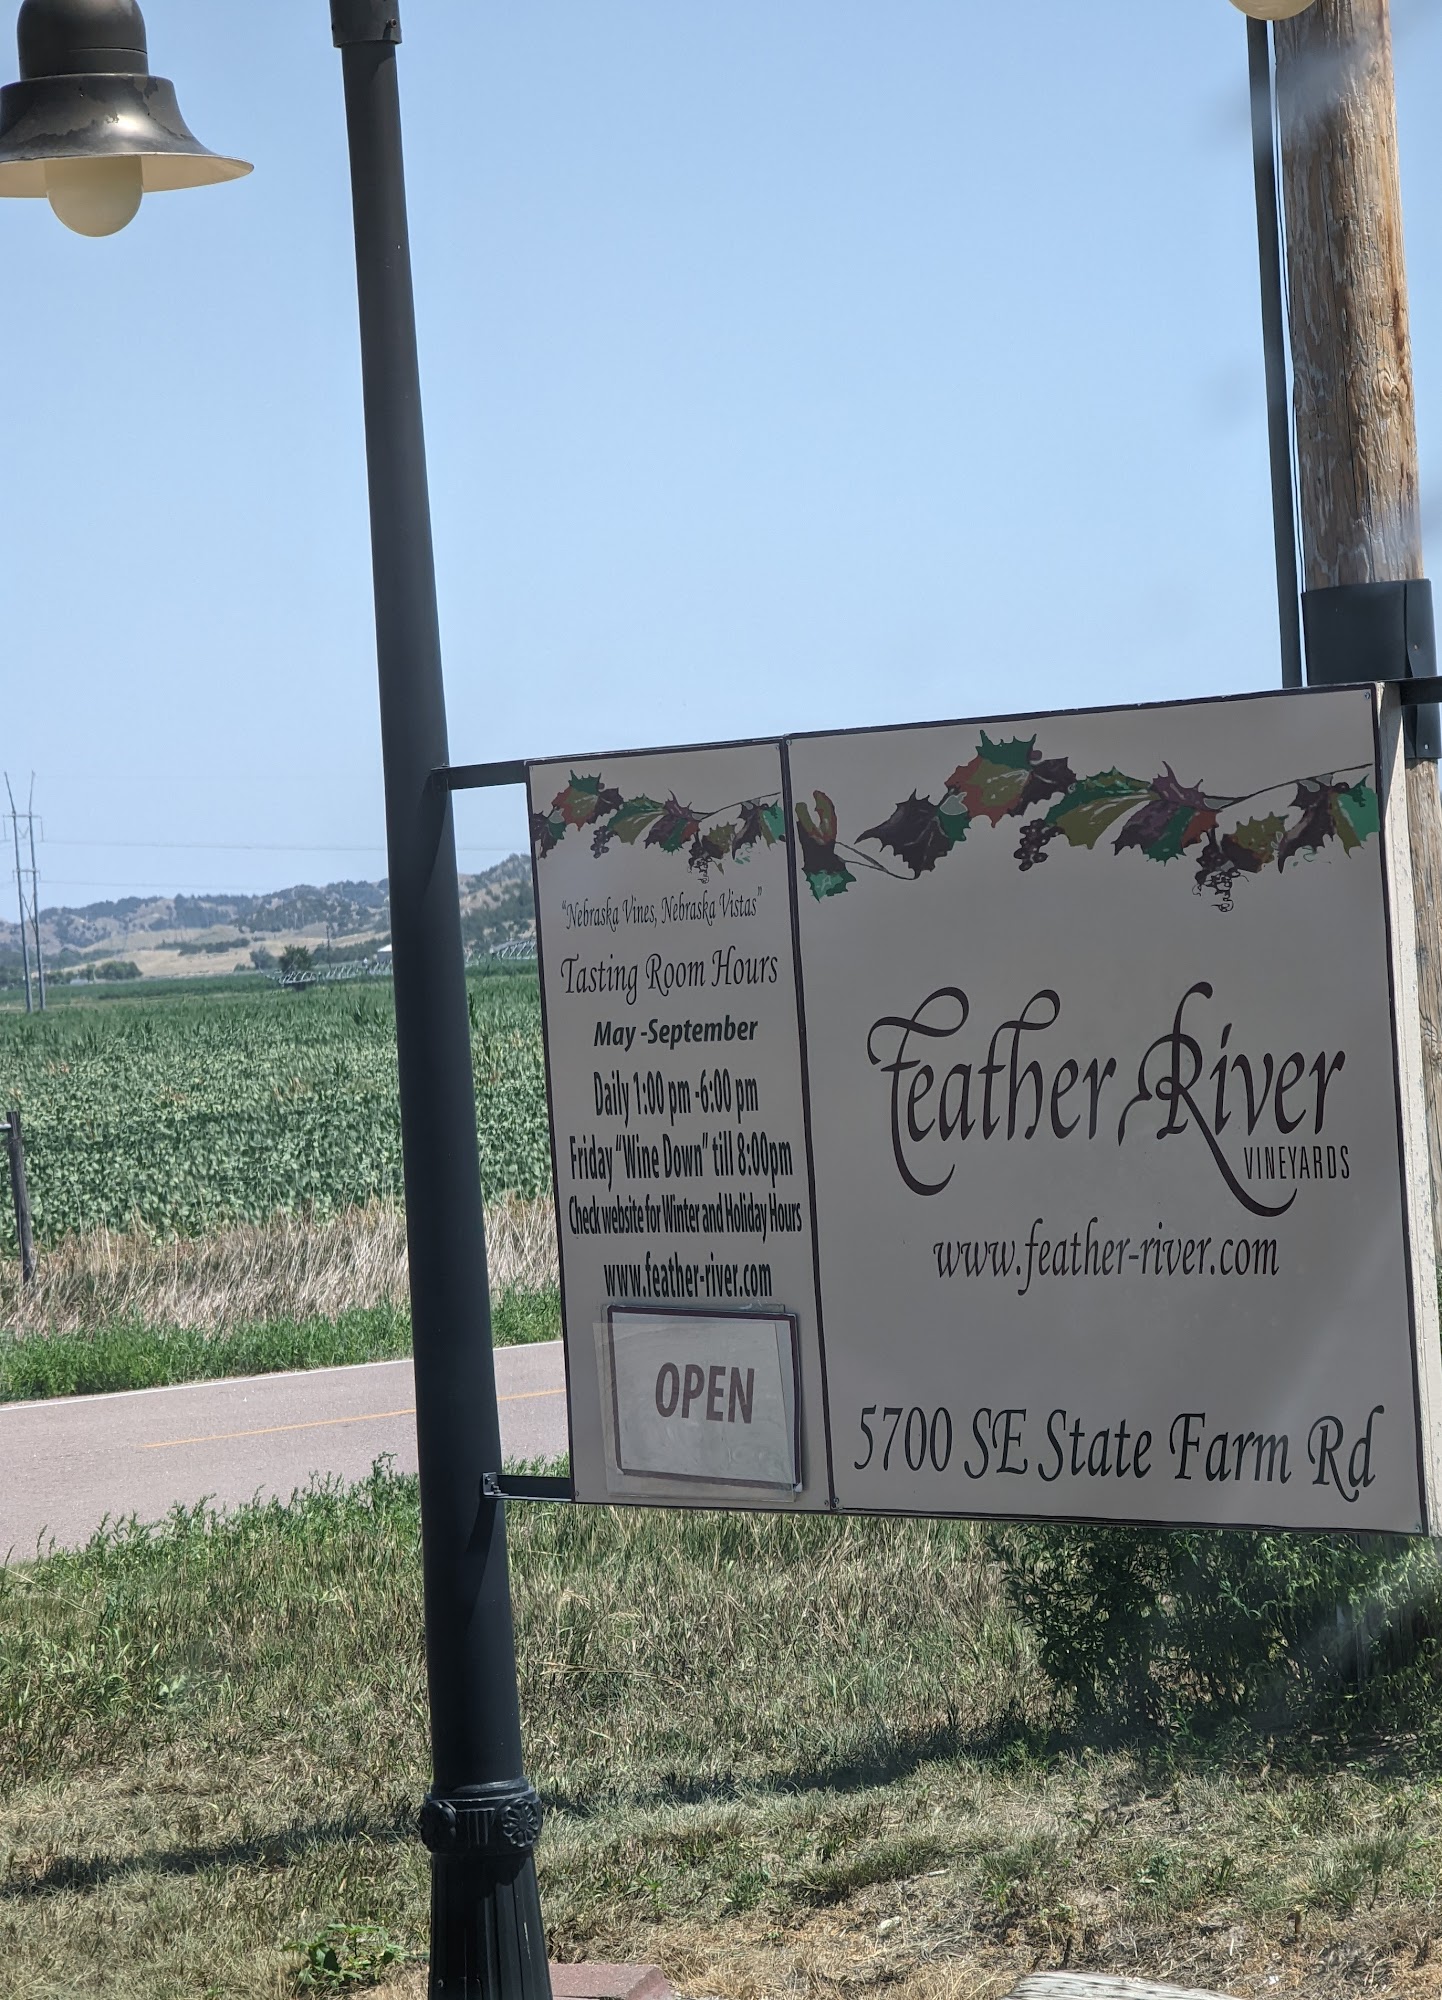 "Nebraska Vines, Nebraska Vistas"
Tasting Room Hours
May -September
Daily 1:00 pm -6:00 pm
Friday "Wine Down" till 8:00pm
Check website for Winter and Holiday Hours
www.feather-river.com
OPEN
Feather River
VINEYARDS
www.feather-river.com
5700 SE State Farm Rd